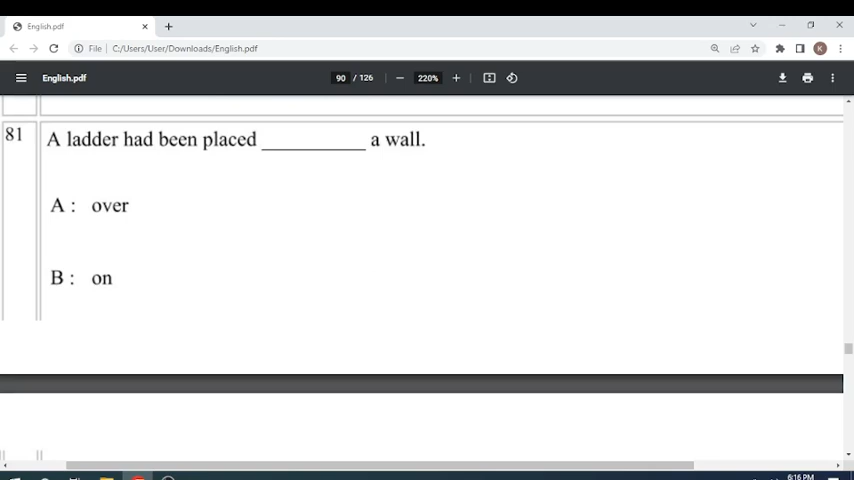 English.pdf
File | C:/Users/User/Downloads/English.pdf
K
English.pdf
90 / 126
220%
81
A ladder had been placed __________ a wall.
A : over
B : on
6:16 PM